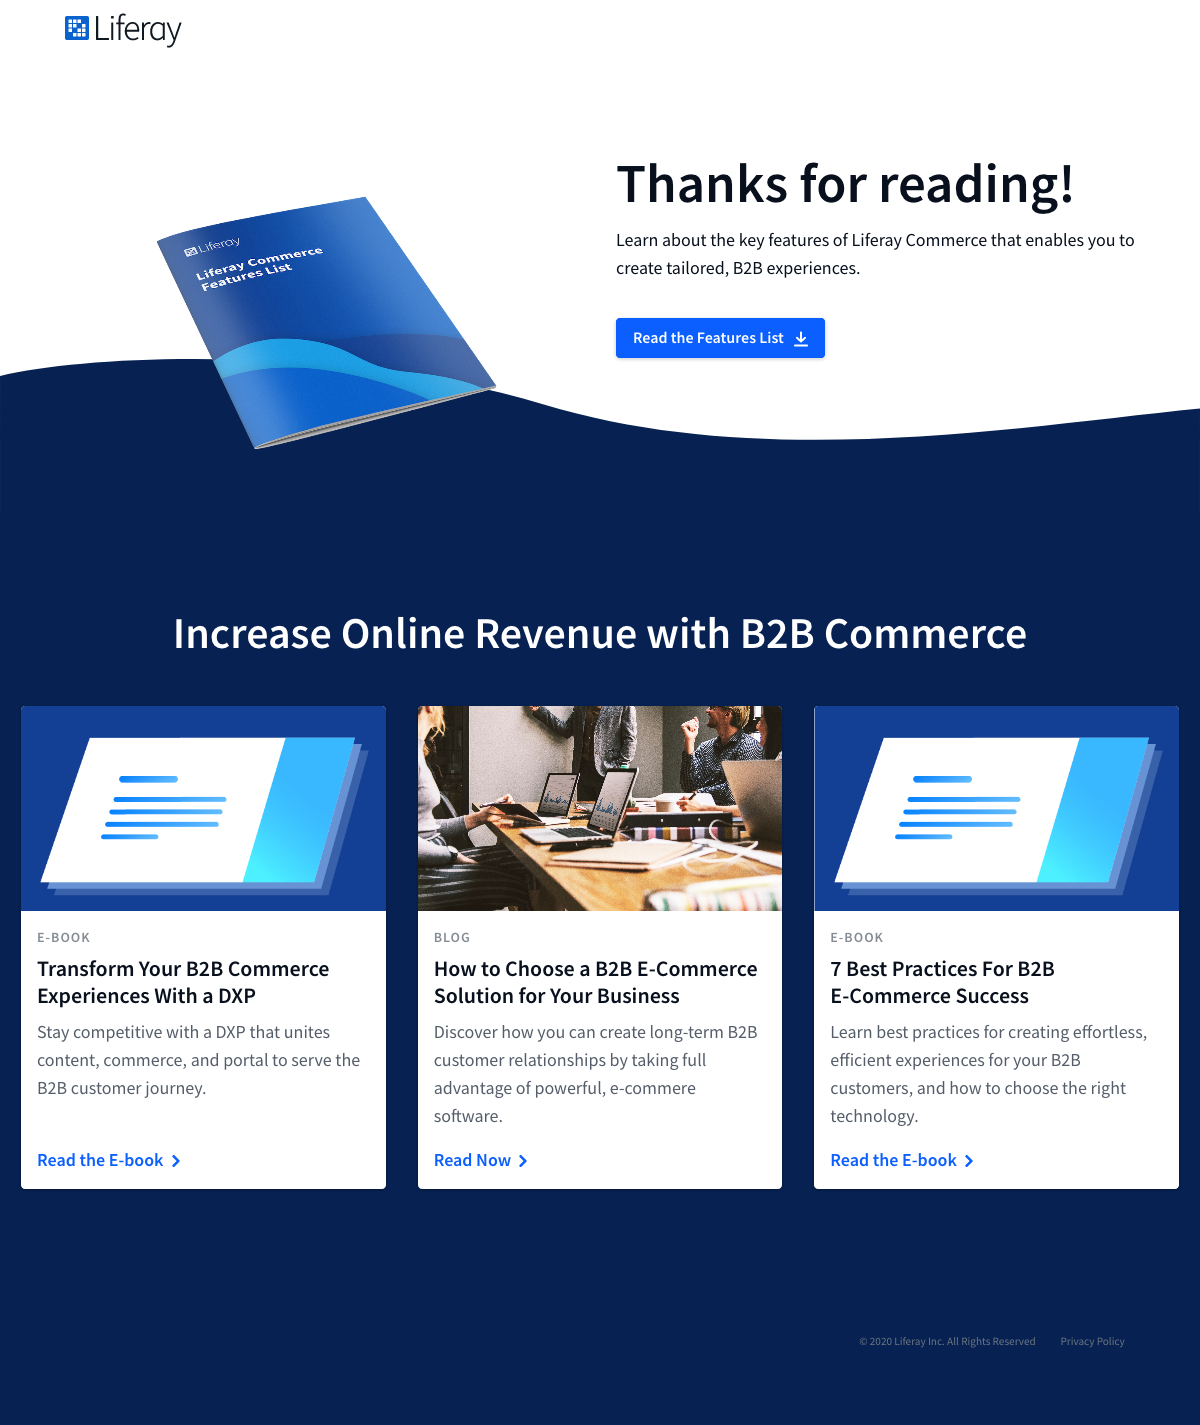 Liferay
Thanks for reading!
Learn about the key features of Liferay Commerce that enables you to
create tailored, B2B experiences.
Read the Features List
Liferay
Liferay Commerce
Features List
Increase Online Revenue with B2B Commerce
E-BOOK
Transform Your B2B Commerce
Experiences With a DXP
Stay competitive with a DXP that unites
content, commerce, and portal to serve the
B2B customer journey.
Read the E-book
BLOG
How to Choose a B2B E-Commerce
Solution for Your Business
Discover how you can create long-term B2B
customer relationships by taking full
advantage of powerful, e-commere
software.
Read Now
E-BOOK
7 Best Practices For B2B
E-Commerce Success
Learn best practices for creating effortless,
efficient experiences for your B2B
customers, and how to choose the right
technology.
Read the E-book
© 2020 Liferay Inc. All Rights Reserved
Privacy Policy